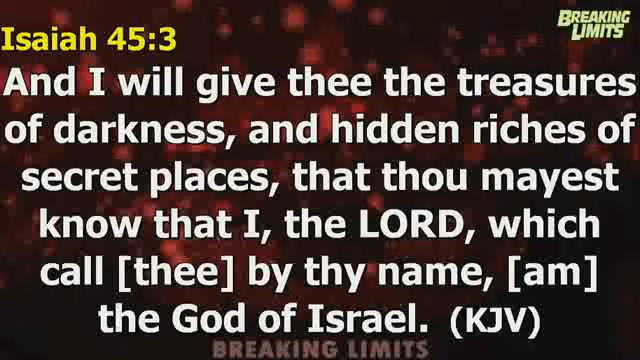 BREAKING
LIMITS
Isaiah 45:3
And I will give thee the treasures
of darkness, and hidden riches of
secret places, that thou mayest
know that I, the LORD, which
call [thee] by thy name, [am]
the God of Israel. (KJV)
BREAKING LIMITS